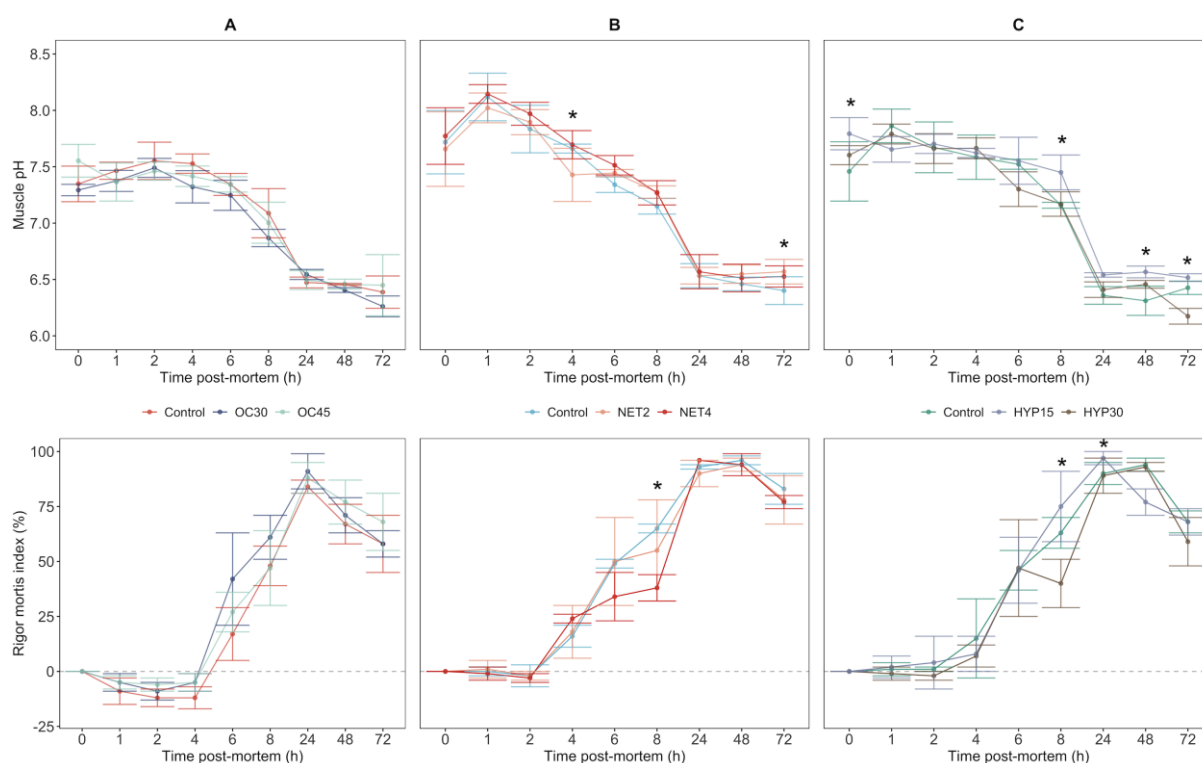 A B C
Muscle pH
8.5
8.0
7.5
7.0
6.5
6.0
* * * * * *
0 1 2 4 6 8 24 48 72 0 1 2 4 6 8 24 48 72 0 1 2 4 6 8 24 48 72
Time post-mortem (h) Time post-mortem (h) Time post-mortem (h)
Control OC30 OC45 Control NET2 NET4 Control HYP15 HYP30
Rigor mortis index (%)
100
75
50
25
0
-25
* * *
0 1 2 4 6 8 24 48 72 0 1 2 4 6 8 24 48 72 0 1 2 4 6 8 24 48 72
Time post-mortem (h) Time post-mortem (h) Time post-mortem (h)